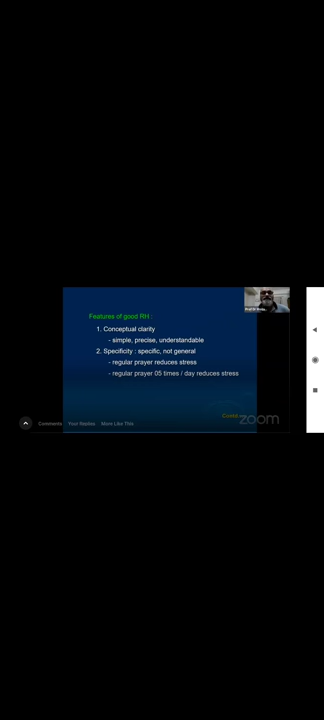 Features of good RH :
1. Conceptual clarity
- simple, precise, understandable
2. Specificity : specific, not general
- regular prayer reduces stress
- regular prayer 05 times / day reduces stress
zoom
Comments Your Replies More Like This